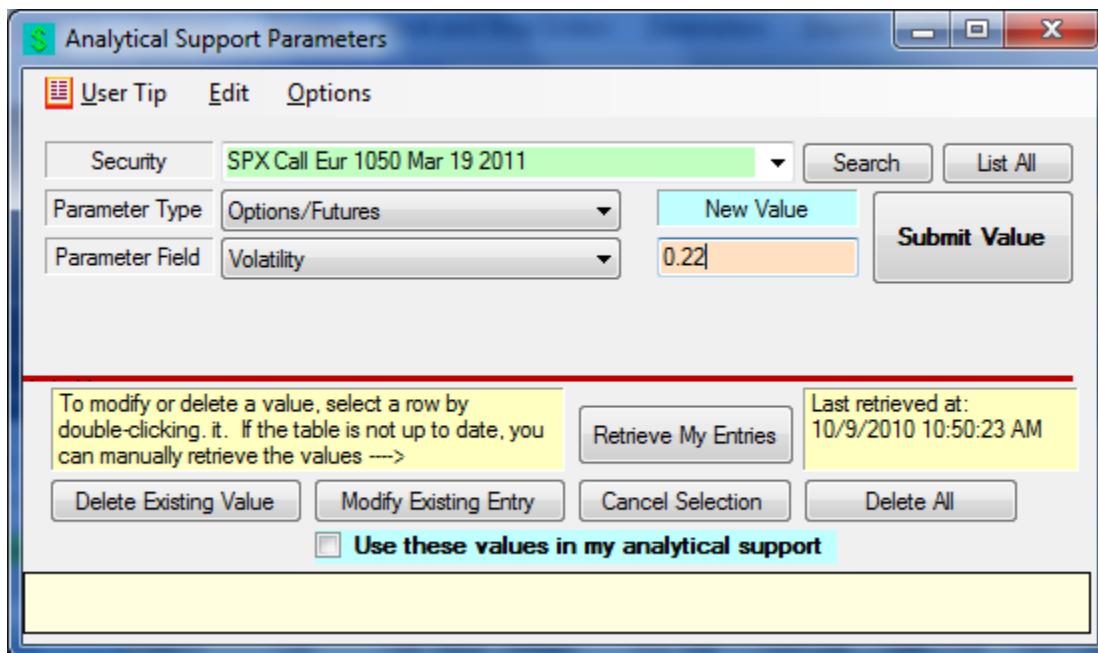 $ Analytical Support Parameters
User Tip Edit Options
Security SPX Call Eur 1050 Mar 19 2011 Search List All
Parameter Type Options/Futures New Value Submit Value
Parameter Field Volatility 0.22
To modify or delete a value, select a row by
double-clicking. it. If the table is not up to date, you
can manually retrieve the values ---->
Retrieve My Entries
Last retrieved at:
10/9/2010 10:50:23 AM
Delete Existing Value Modify Existing Entry Cancel Selection Delete All
Use these values in my analytical support